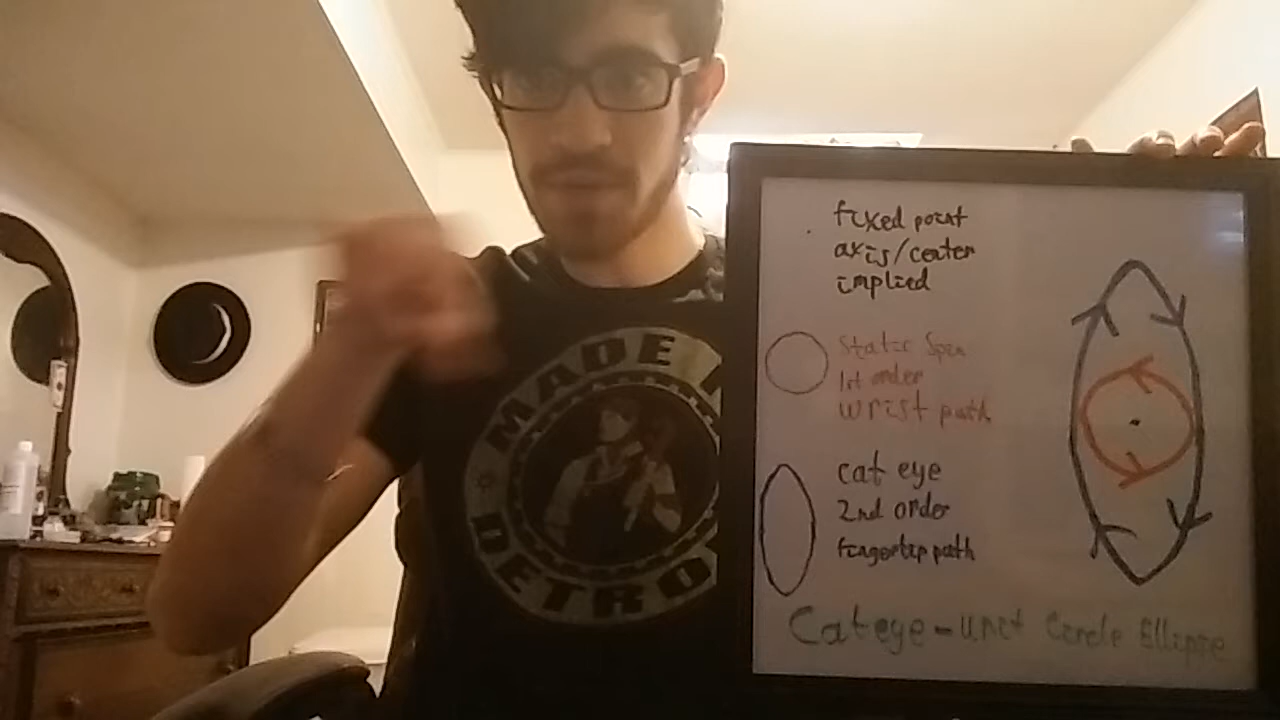 MADE
DETRO
fixed point
axis/center
implied
Static Spin
1st order
wrist path
cat eye
2nd order
fingertip path
Cateye-unit Circle Ellipse